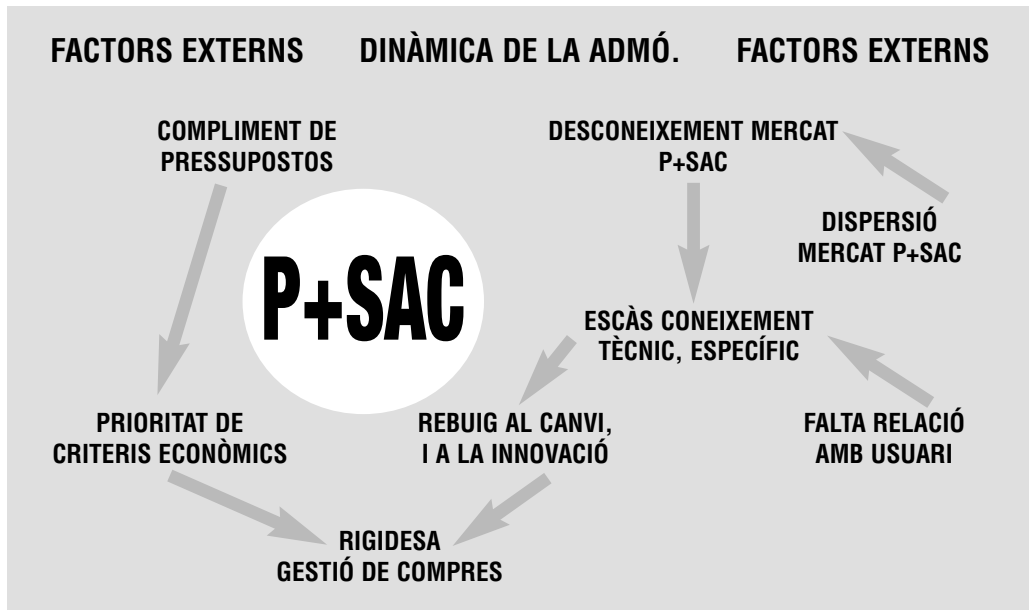 FACTORS EXTERNS
DINÀMICA DE LA ADMÓ.
FACTORS EXTERNS
COMPLIMENT DE
PRESSUPOSTOS
DESCONEIXEMENT MERCAT
P+SAC
DISPERSIÓ
MERCAT P+SAC
P+SAC
ESCÀS CONEIXEMENT
TÈCNIC, ESPECÍFIC
PRIORITAT DE
CRITERIS ECONÒMICS
REBUIG AL CANVI,
I A LA INNOVACIÓ
FALTA RELACIÓ
AMB USUARI
RIGIDESA
GESTIÓ DE COMPRES